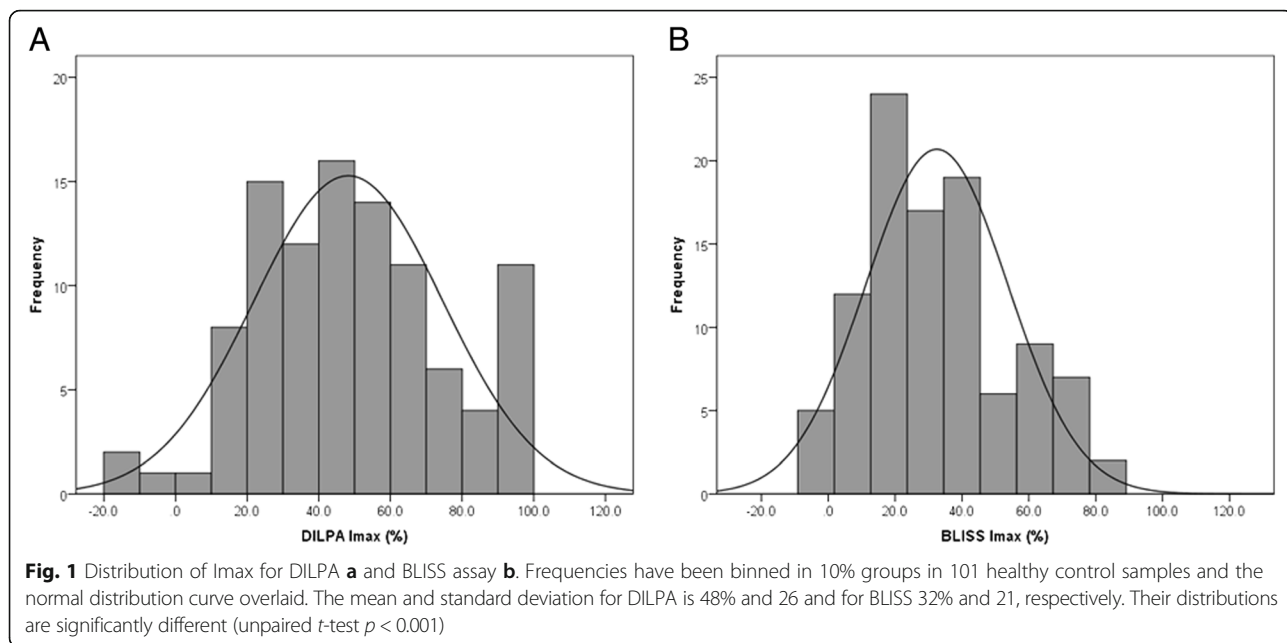 A
20
15
10
5
0
Frequency
-20.0 .0 20.0 40.0 60.0 80.0 100.0 120.0
DILPA Imax (%)
B
25
20
15
10
5
0
Frequency
-20.0 .0 20.0 40.0 60.0 80.0 100.0 120.0
BLISS Imax (%)
Fig. 1 Distribution of Imax for DILPA a and BLISS assay b. Frequencies have been binned in 10% groups in 101 healthy control samples and the
normal distribution curve overlaid. The mean and standard deviation for DILPA is 48% and 26 and for BLISS 32% and 21, respectively. Their distributions
are significantly different (unpaired t-test p < 0.001)